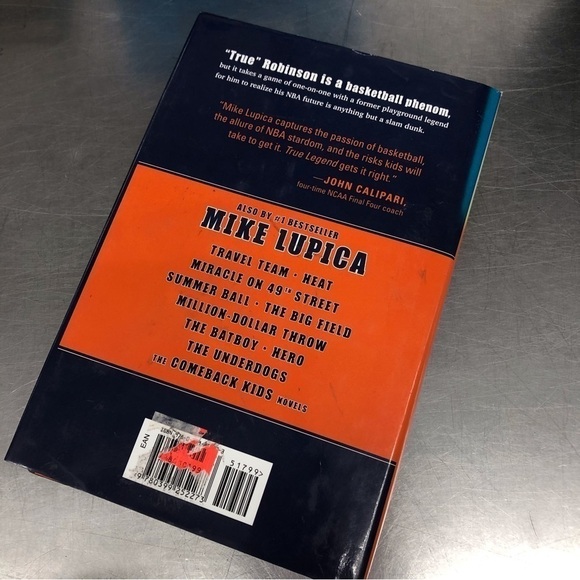 "True" Robinson is a basketball phenom,
but it takes a game of one-on-one with a former playground legend
for him to realize his NBA future is anything but a slam dunk.
"Mike Lupica captures the passion of basketball,
the allure of NBA stardom, and the risks kids will
take to get it. True Legend gets it right."
—JOHN CALIPARI,
four-time NCAA Final Four coach
ALSO BY #1 BESTSELLER
MIKE LUPICA
TRAVEL TEAM · HEAT
MIRACLE ON 49TH STREET
SUMMER BALL · THE BIG FIELD
MILLION-DOLLAR THROW
THE BATBOY · HERO
THE UNDERDOGS
THE COMEBACK KIDS NOVELS
EAN
51799>
9780399252273